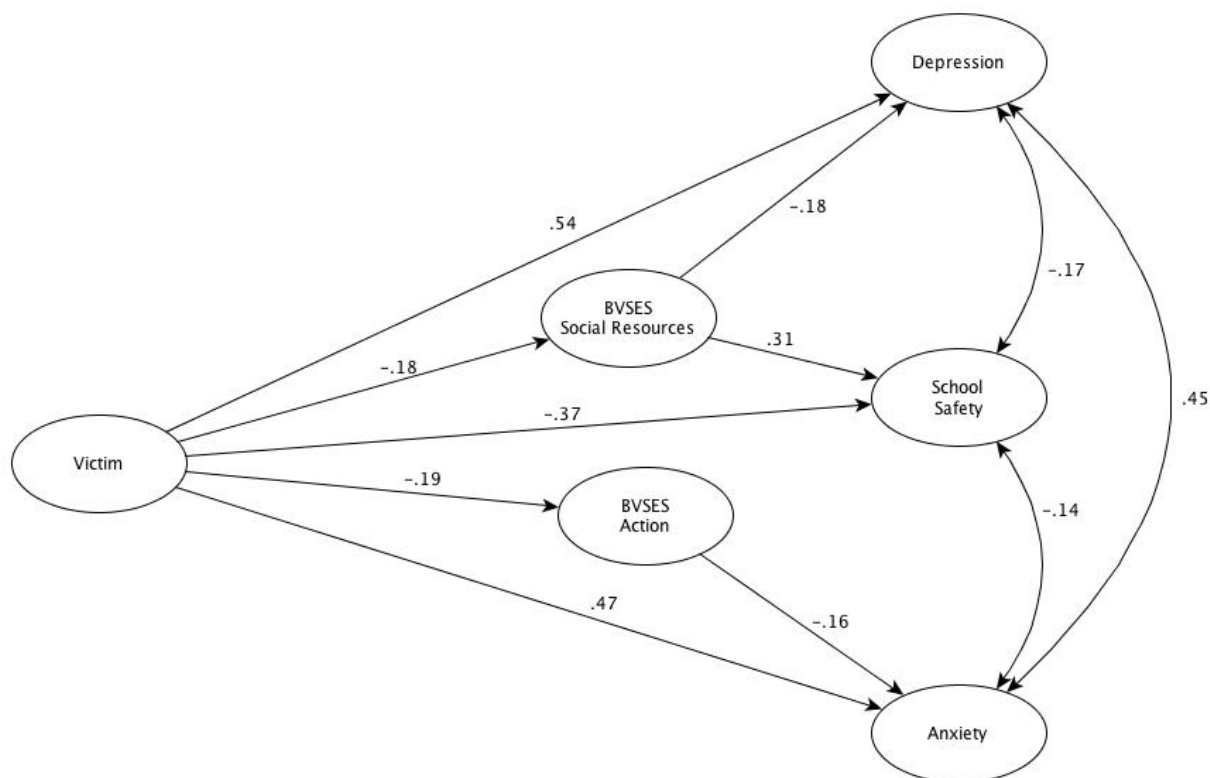 Depression
.54
-.18
BVSES
Social Resources
-.17
.31
-.18
School
Safety
.45
-.37
Victim
-.19
BVSES
Action
-.14
.47
-.16
Anxiety